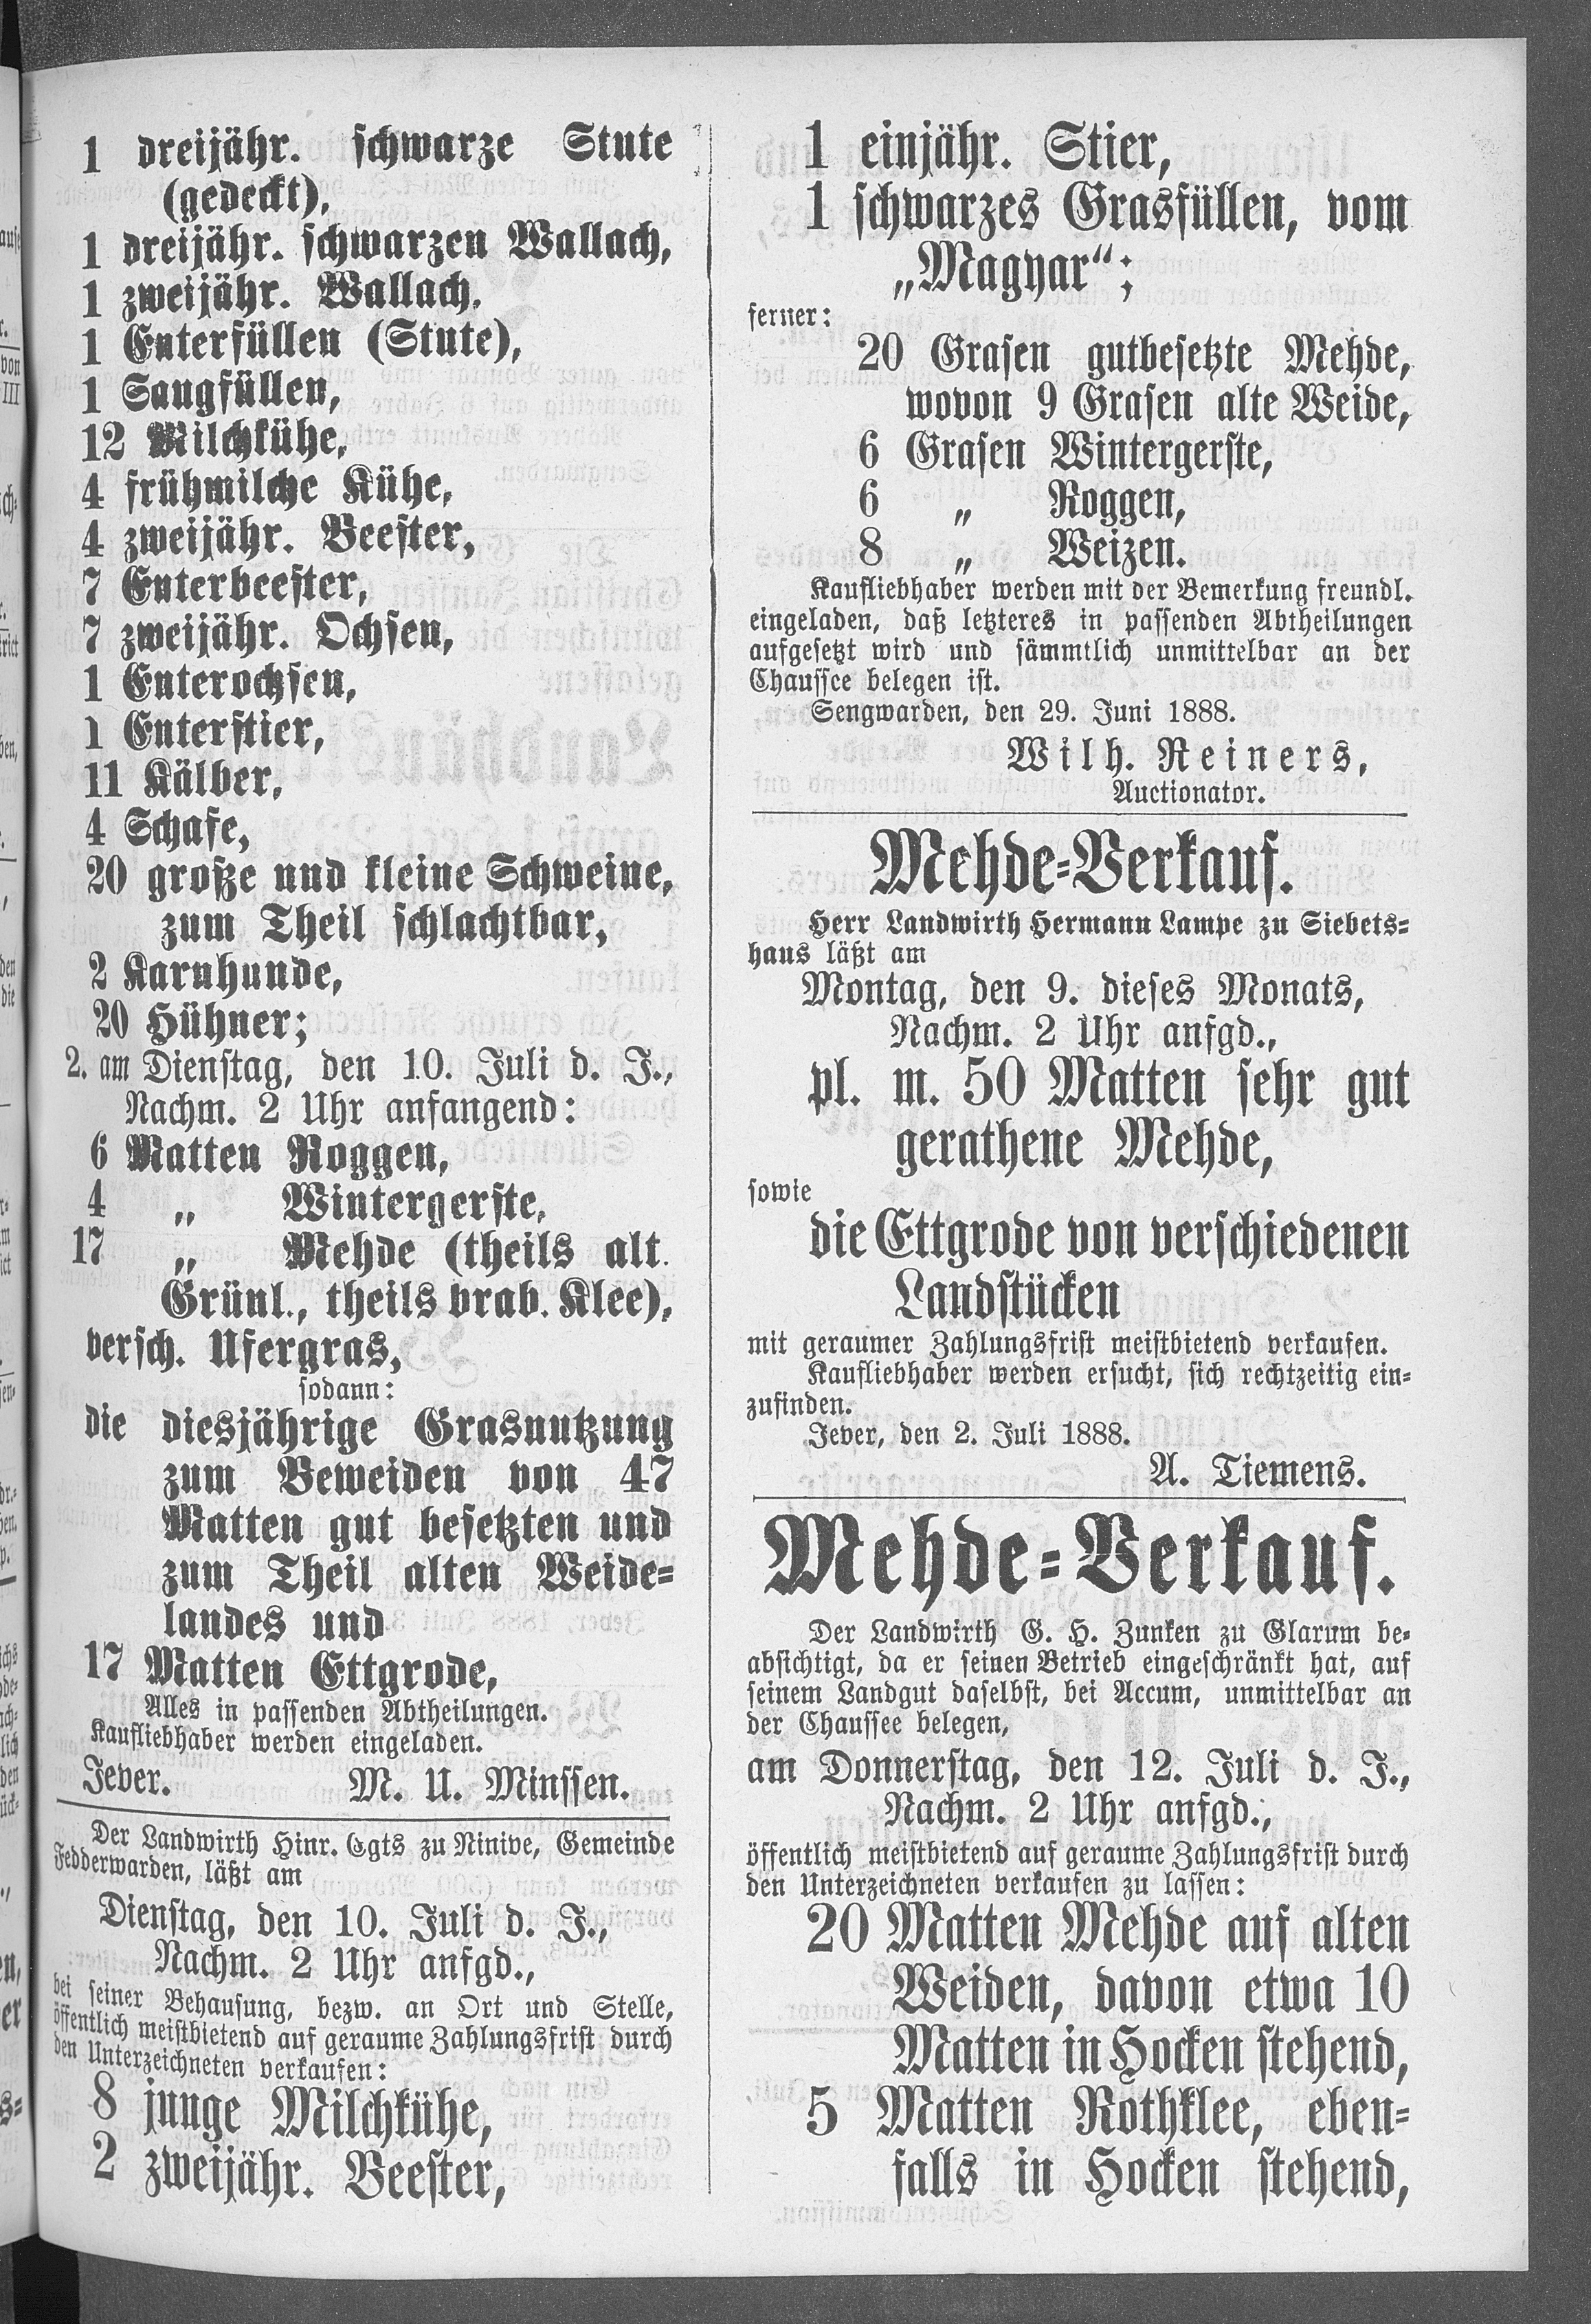 1 dreijähr. schwarze Stute
(gedeckt),
1 dreijähr. schwarzen Wallach,
1 zweijähr. Wallach,
1 Enterfüllen (Stute),
1 Saugfüllen,
12 Milchkühe,
4 frühmilche Kühe,
4 zweijähr. Beester,
7 Enterbeester,
7 zweijähr. Ochsen,
1 Enterochsen,
1 Enterstier,
11 Kälber,
4 Schafe,
20 große und kleine Schweine,
zum Theil schlachtbar,
2 Karnhunde,
20 Hühner;
2. am Dienstag, den 10. Juli d. J.,
Nachm. 2 Uhr anfangend:
6 Matten Roggen,
4 „ Wintergerste,
17 „ Mehde (theils alt.
Grünl., theils brab. Klee),
versch. Ufergras,
sodann:
die diesjährige Grasnutzung
zum Beweiden von 47
Matten gut besetzten und
zum Theil alten Weide-
landes und
17 Matten Ettgrode,
Alles in passenden Abtheilungen.
Kaufliebhaber werden eingeladen.
Jever. M. U. Minssen.
Der Landwirth Hinr. Egts zu Ninive, Gemeinde
Fedderwarden, läßt am
Dienstag, den 10. Juli d. J.,
Nachm. 2 Uhr anfgd.,
bei seiner Behausung, bezw. an Ort und Stelle,
öffentlich meistbietend auf geraume Zahlungsfrist durch
den Unterzeichneten verkaufen:
8 junge Milchkühe,
2 zweijähr. Beester,
1 einjähr. Stier,
1 schwarzes Grasfüllen, vom
„Magyar“;
ferner:
20 Grasen gutbesetzte Mehde,
wovon 9 Grasen alte Weide,
6 Grasen Wintergerste,
6 „ Roggen,
8 „ Weizen.
Kaufliebhaber werden mit der Bemerkung freundl.
eingeladen, daß letzteres in passenden Abtheilungen
aufgesetzt wird und sämmtlich unmittelbar an der
Chaussee belegen ist.
Sengwarden, den 29. Juni 1888.
Wilh. Reiners,
Auctionator.
Mehde-Verkauf.
Herr Landwirth Hermann Lampe zu Siebets-
haus läßt am
Montag, den 9. dieses Monats,
Nachm. 2 Uhr anfgd.,
pl. m. 50 Matten sehr gut
gerathene Mehde,
sowie
die Ettgrode von verschiedenen
Landstücken
mit geraumer Zahlungsfrist meistbietend verkaufen.
Kaufliebhaber werden ersucht, sich rechtzeitig ein-
zufinden.
Jever, den 2. Juli 1888.
A. Tiemens.
Mehde-Verkauf.
Der Landwirth G. H. Zunken zu Glarum be-
absichtigt, da er seinen Betrieb eingeschränkt hat, auf
seinem Landgut daselbst, bei Accum, unmittelbar an
der Chaussee belegen,
am Donnerstag, den 12. Juli d. J.,
Nachm. 2 Uhr anfgd.,
öffentlich meistbietend auf geraume Zahlungsfrist durch
den Unterzeichneten verkaufen zu lassen:
20 Matten Mehde auf alten
Weiden, davon etwa 10
Matten in Hocken stehend,
5 Matten Rothklee, eben-
falls in Hocken stehend,